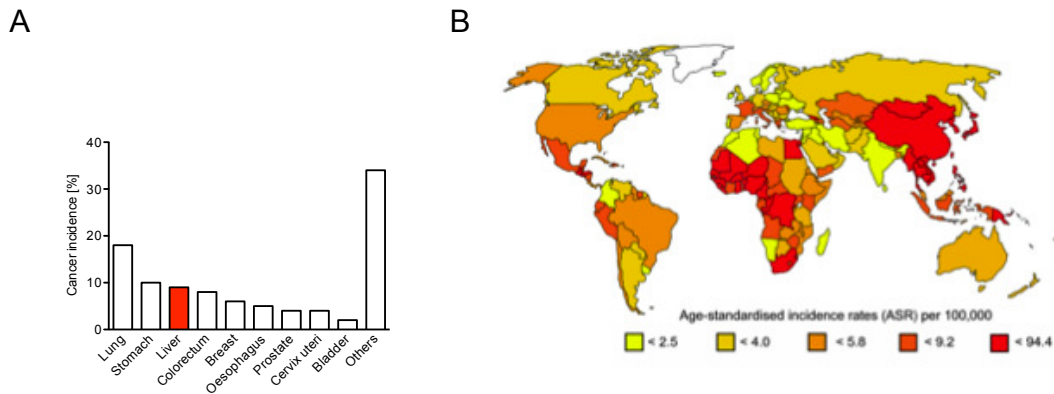 A
B
Cancer incidence [%]
40
30
20
10
0
Lung
Stomach
Liver
Colorectum
Breast
Oesophagus
Prostate
Cervix uteri
Bladder
Others
Age-standardised incidence rates (ASR) per 100,000
< 2.5 < 4.0 < 5.8 < 9.2 < 94.4